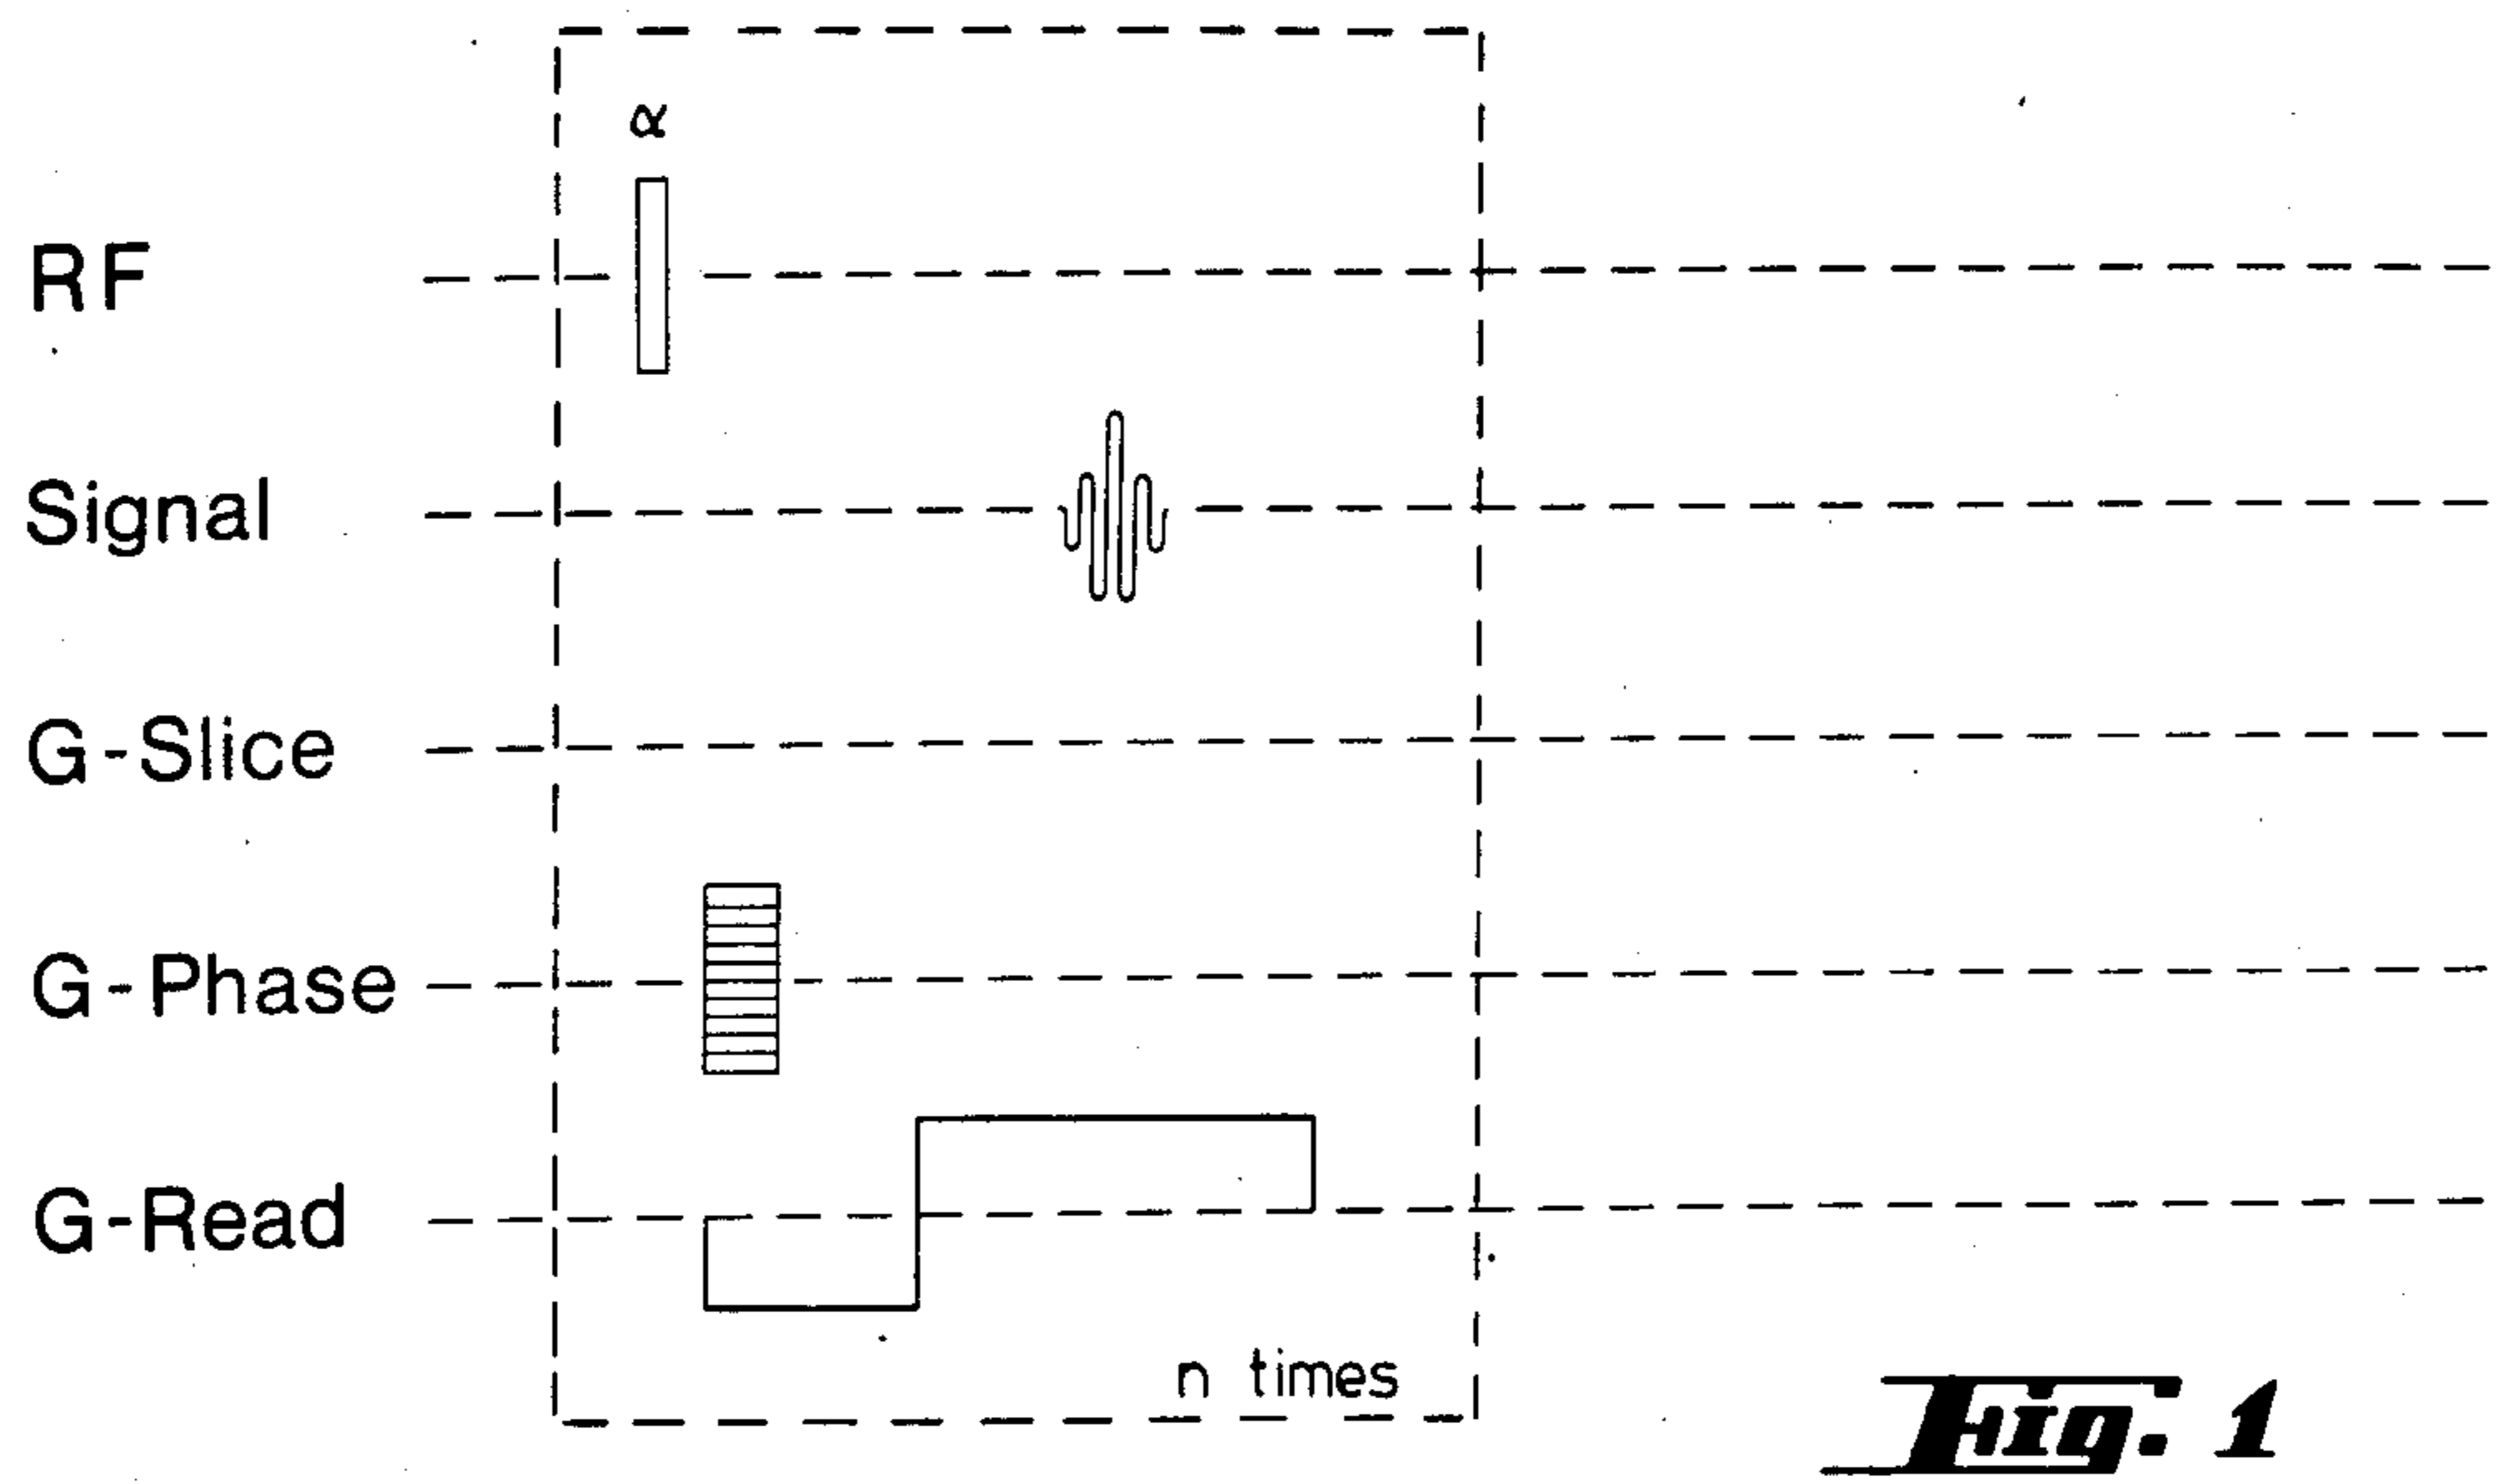 α
RF
Signal
G-Slice
G-Phase
G-Read
n times
Fig. 1